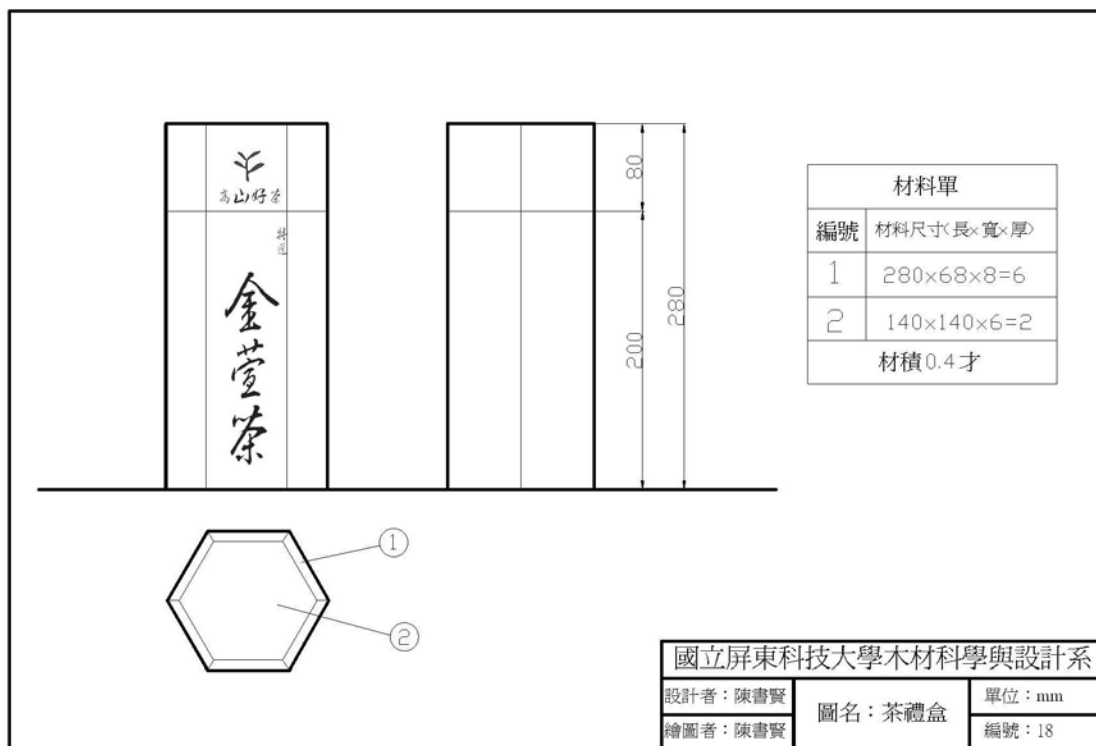 高山好茶
特選
金萱茶
80
200
280
材料單
編號 材料尺寸(長×寬×厚)
1 280×68×8=6
2 140×140×6=2
材積0.4才
1
2
國立屏東科技大學木材科學與設計系
設計者：陳書賢
繪圖者：陳書賢
圖名：茶禮盒
單位：mm
編號：18